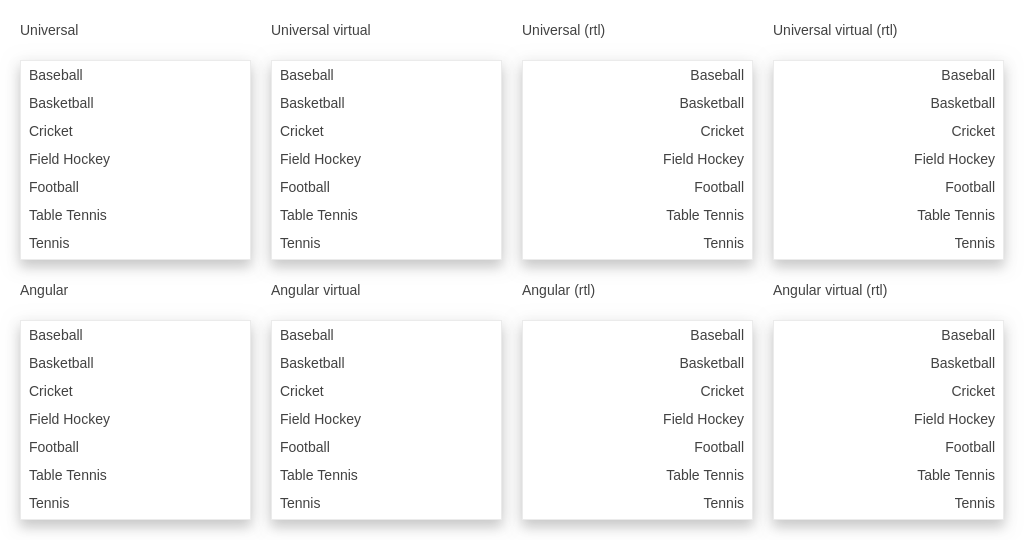 Universal
Baseball
Basketball
Cricket
Field Hockey
Football
Table Tennis
Tennis
Universal virtual
Baseball
Basketball
Cricket
Field Hockey
Football
Table Tennis
Tennis
Universal (rtl)
Baseball
Basketball
Cricket
Field Hockey
Football
Table Tennis
Tennis
Universal virtual (rtl)
Baseball
Basketball
Cricket
Field Hockey
Football
Table Tennis
Tennis
Angular
Baseball
Basketball
Cricket
Field Hockey
Football
Table Tennis
Tennis
Angular virtual
Baseball
Basketball
Cricket
Field Hockey
Football
Table Tennis
Tennis
Angular (rtl)
Baseball
Basketball
Cricket
Field Hockey
Football
Table Tennis
Tennis
Angular virtual (rtl)
Baseball
Basketball
Cricket
Field Hockey
Football
Table Tennis
Tennis